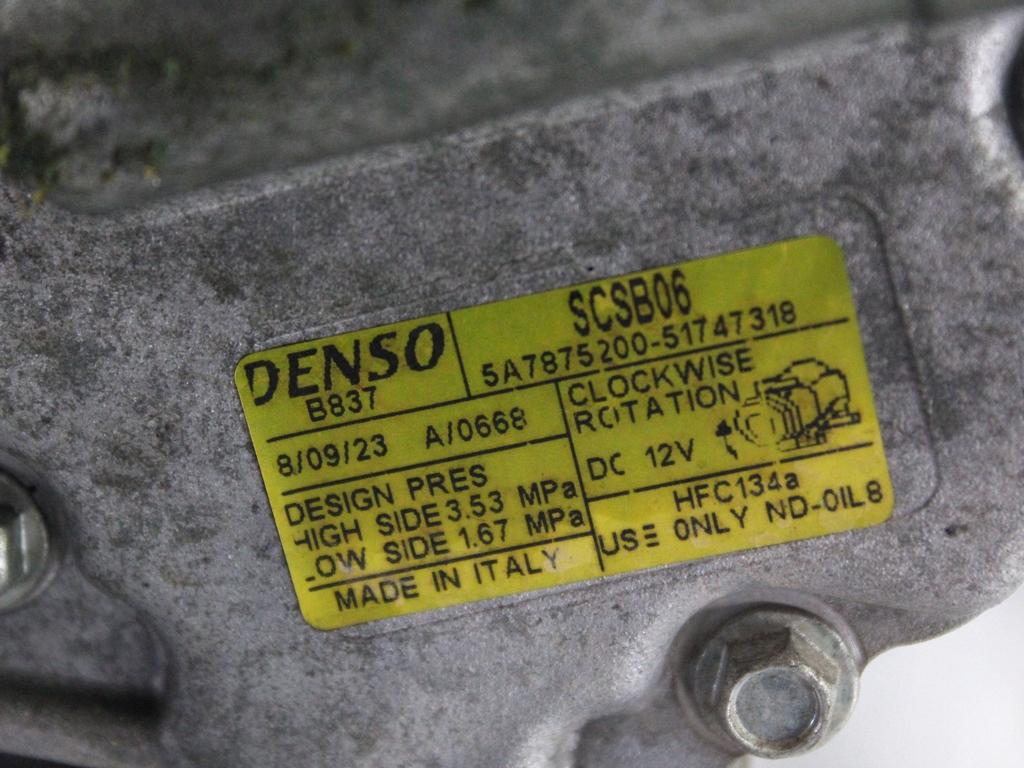 DENSO
B837
SCSB06
5A7875200-51747318
8/09/23 A/0668
CLOCKWISE
ROTATION
DC 12V
DESIGN PRES
HIGH SIDE 3.53 MPa
LOW SIDE 1.67 MPa
MADE IN ITALY
HFC134a
USE ONLY ND-OIL8